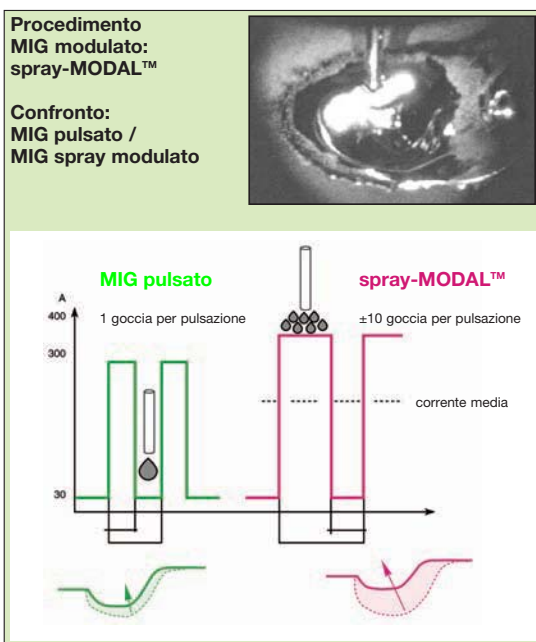 Procedimento
MIG modulato:
spray-MODAL™
Confronto:
MIG pulsato /
MIG spray modulato
MIG pulsato
spray-MODAL™
1 goccia per pulsazione
±10 goccia per pulsazione
A
400
300
corrente media
30